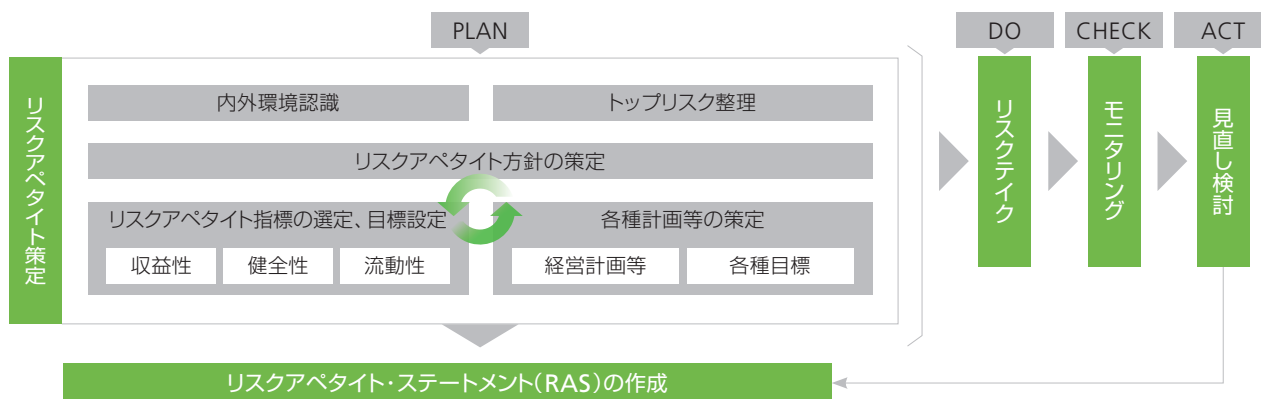 PLAN
DO
CHECK
ACT
リスクアペタイト策定
内外環境認識
トップリスク整理
リスクアペタイト方針の策定
リスクアペタイト指標の選定、目標設定
収益性
健全性
流動性
各種計画等の策定
経営計画等
各種目標
リスクテイク
モニタリング
見直し検討
リスクアペタイト・ステートメント(RAS)の作成